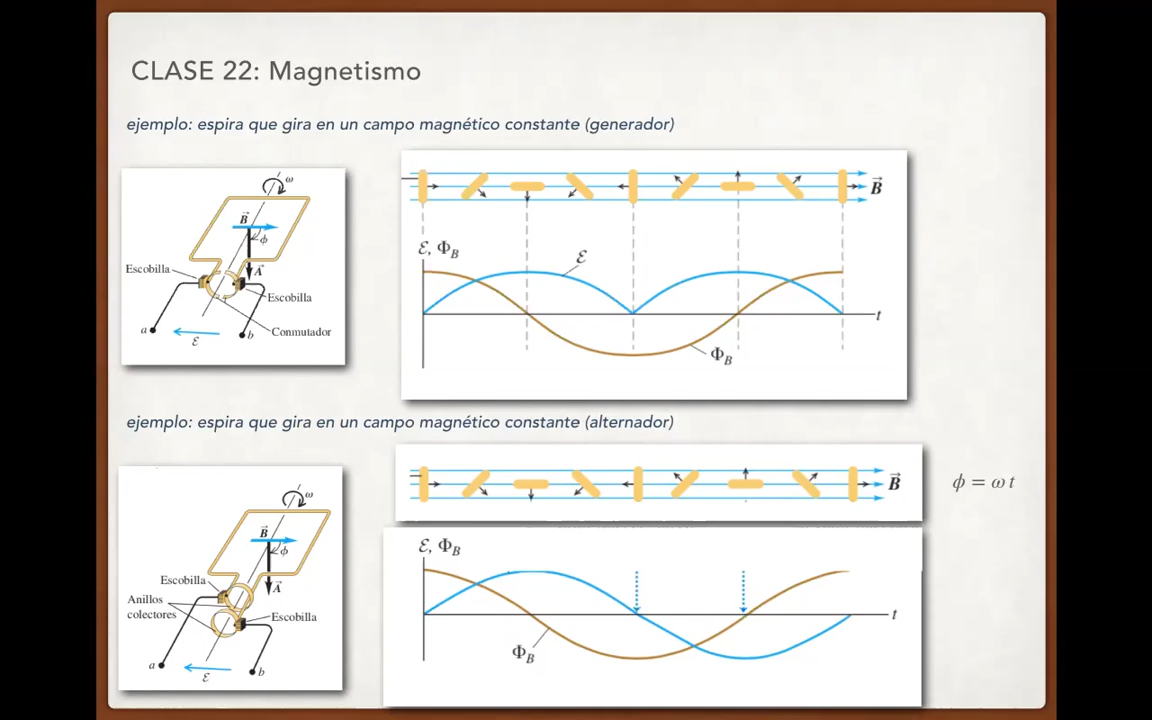 CLASE 22: Magnetismo
ejemplo: espira que gira en un campo magnético constante (generador)
ω
B⃗
ϕ
A⃗
Escobilla
Escobilla
Conmutador
a
b
ℰ
B⃗
ℰ, Φ_B
ℰ
t
Φ_B
ejemplo: espira que gira en un campo magnético constante (alternador)
ω
B⃗
ϕ
A⃗
Escobilla
Anillos
colectores
Escobilla
a
b
ℰ
B⃗
ϕ = ω t
ℰ, Φ_B
t
Φ_B